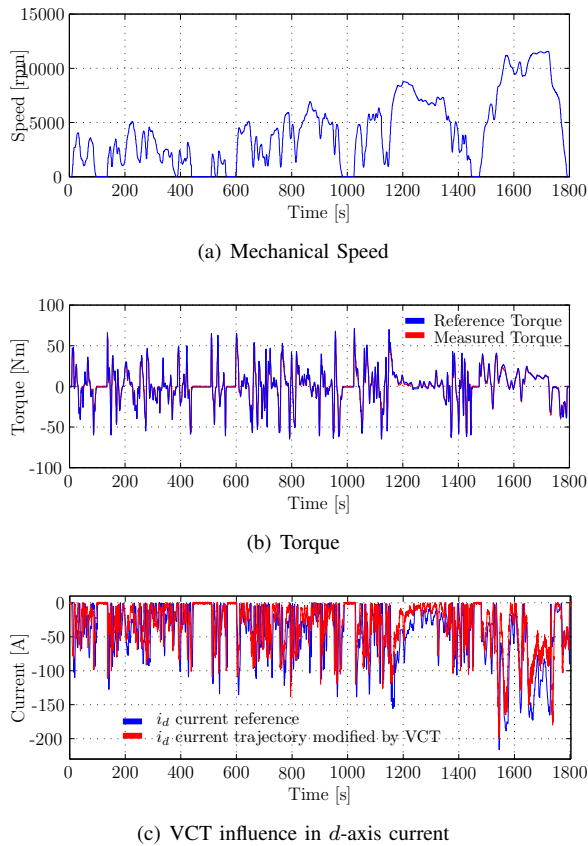 15000
10000
5000
0
Speed [rpm]
0 200 400 600 800 1000 1200 1400 1600 1800
Time [s]
(a) Mechanical Speed
100
50
0
-50
-100
Torque [Nm]
Reference Torque
Measured Torque
0 200 400 600 800 1000 1200 1400 1600 1800
Time [s]
(b) Torque
0
-50
-100
-150
-200
Current [A]
i_d current reference
i_d current trajectory modified by VCT
0 200 400 600 800 1000 1200 1400 1600 1800
Time [s]
(c) VCT influence in d-axis current